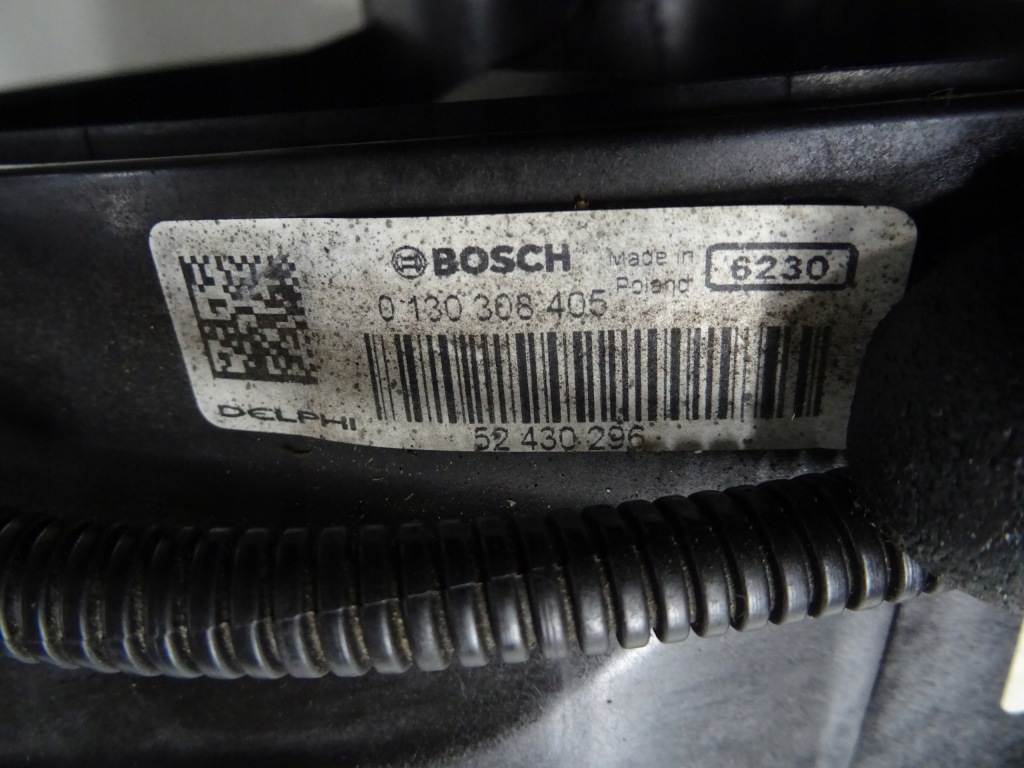 BOSCH
Made in
Poland
6230
0 130 308 405
DELPHI
52 430 296